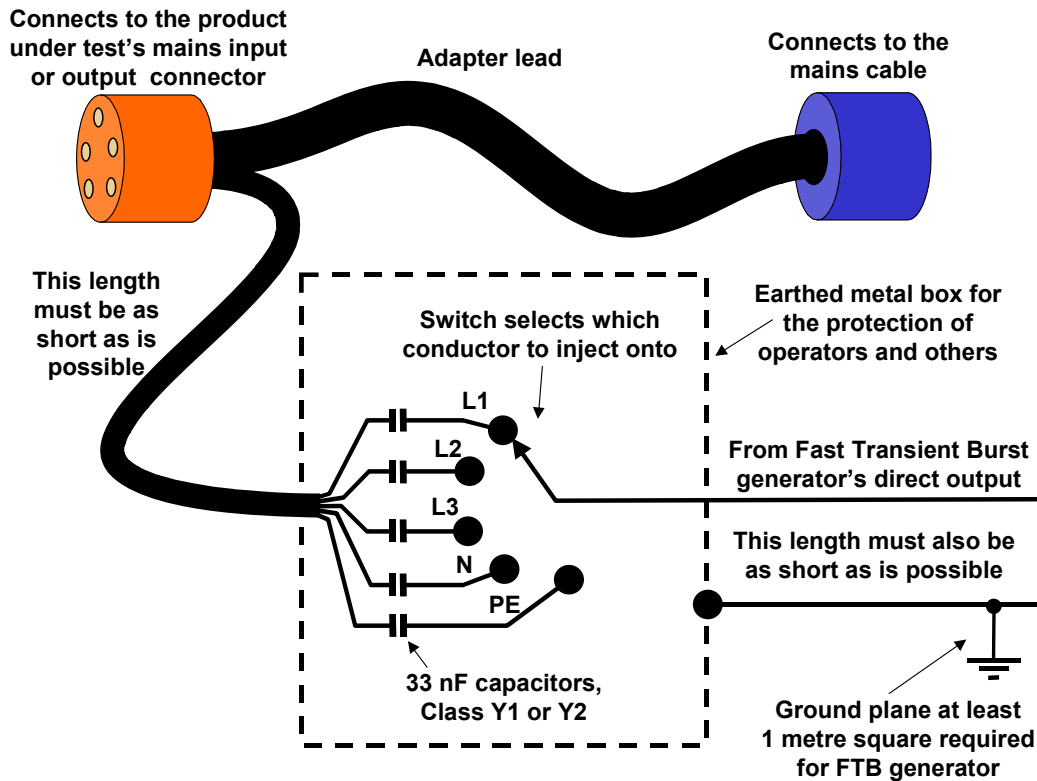 Connects to the product
under test's mains input
or output connector
Adapter lead
Connects to the
mains cable
This length
must be as
short as is
possible
Switch selects which
conductor to inject onto
Earthed metal box for
the protection of
operators and others
L1
L2
L3
N
PE
From Fast Transient Burst
generator's direct output
This length must also be
as short as is possible
33 nF capacitors,
Class Y1 or Y2
Ground plane at least
1 metre square required
for FTB generator